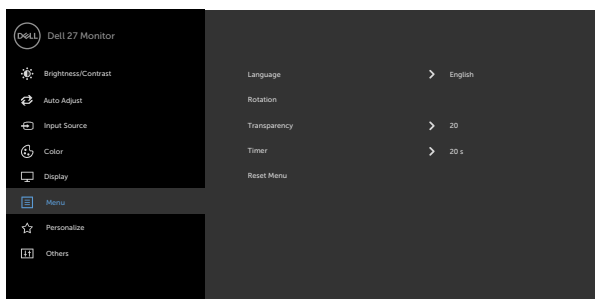 DELL Dell 27 Monitor
Brightness/Contrast
Auto Adjust
Input Source
Color
Display
Menu
Personalize
Others
Language English
Rotation
Transparency 20
Timer 20 s
Reset Menu